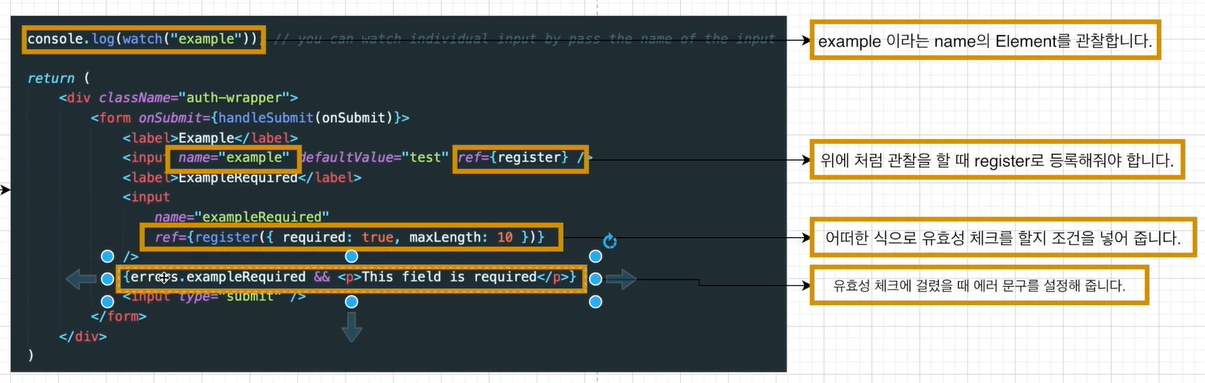 console.log(watch("example")) // you can watch individual input by pass the name of the input
example 이라는 name의 Element를 관찰합니다.
return (
<div className="auth-wrapper">
<form onSubmit={handleSubmit(onSubmit)}>
<label>Example</label>
<input name="example" defaultValue="test" ref={register} />
위에 처럼 관찰을 할 때 register로 등록해줘야 합니다.
<label>ExampleRequired</label>
<input
name="exampleRequired"
ref={register({ required: true, maxLength: 10 })}
어떠한 식으로 유효성 체크를 할지 조건을 넣어 줍니다.
/>
{errors.exampleRequired && <p>This field is required</p>}
유효성 체크에 걸렸을 때 에러 문구를 설정해 줍니다.
<input type="submit" />
</form>
</div>
)